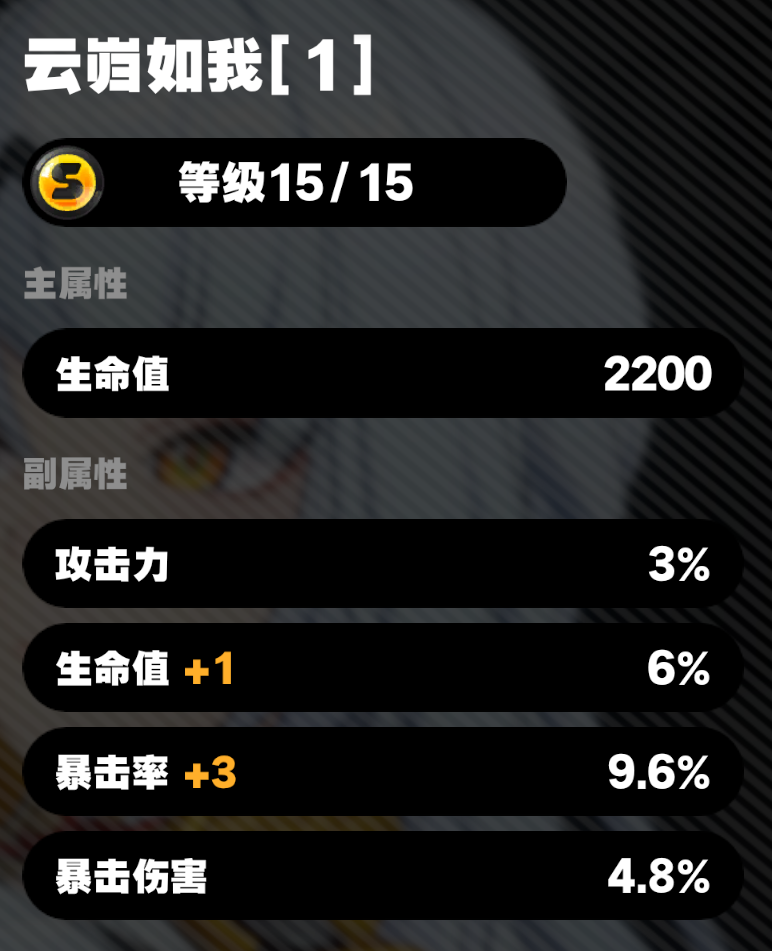 云岿如我[1]
S 等级15/15
主属性
生命值 2200
副属性
攻击力 3%
生命值 +1 6%
暴击率 +3 9.6%
暴击伤害 4.8%